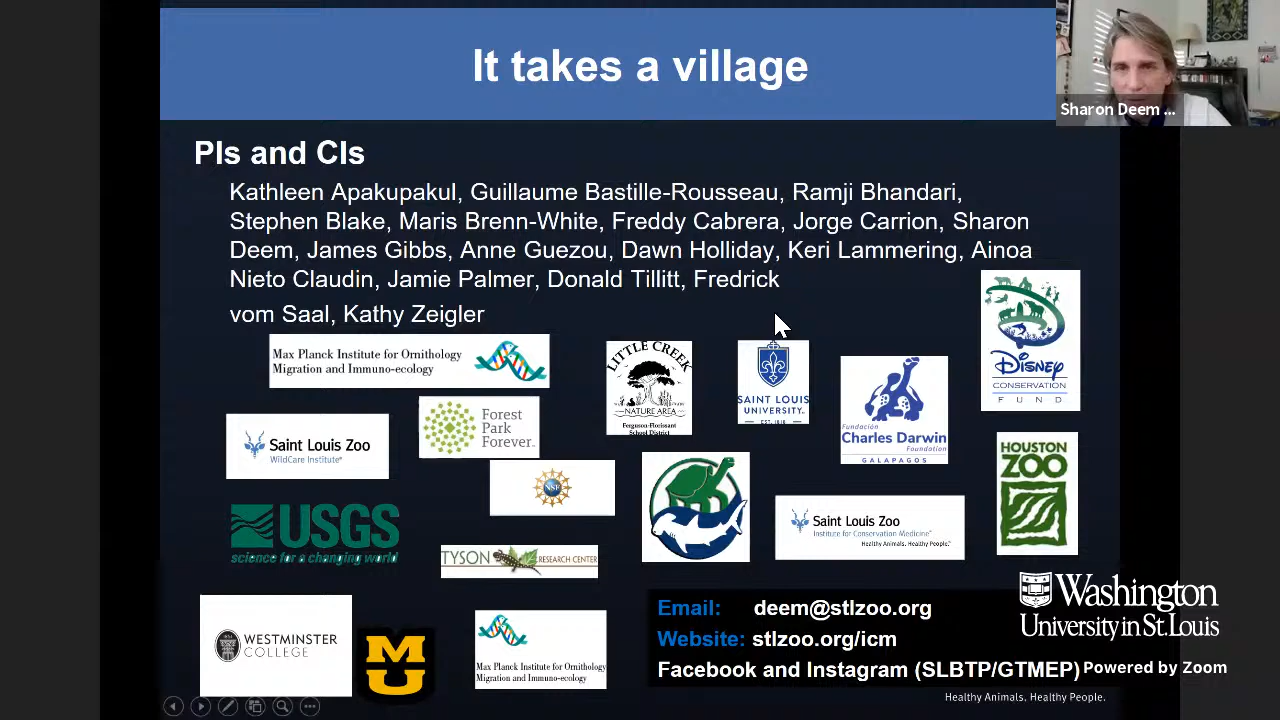 It takes a village
Sharon Deem ...
PIs and CIs
Kathleen Apakupakul, Guillaume Bastille-Rousseau, Ramji Bhandari,
Stephen Blake, Maris Brenn-White, Freddy Cabrera, Jorge Carrion, Sharon
Deem, James Gibbs, Anne Guezou, Dawn Holliday, Keri Lammering, Ainoa
Nieto Claudin, Jamie Palmer, Donald Tillitt, Fredrick
vom Saal, Kathy Zeigler
Max Planck Institute for Ornithology
Migration and Immuno-ecology
LITTLE CREEK
NATURE AREA
Ferguson-Florissant
School District
SAINT LOUIS
UNIVERSITY
EST. 1818
Fundación
Charles Darwin
Foundation
GALAPAGOS
Disney
CONSERVATION
FUND
Saint Louis Zoo
WildCare Institute
Forest
Park
Forever
NSF
HOUSTON
ZOO
USGS
science for a changing world
TYSON RESEARCH CENTER
Saint Louis Zoo
Institute for Conservation Medicine
Healthy Animals. Healthy People.
WESTMINSTER
COLLEGE
MU
Max Planck Institute for Ornithology
Migration and Immuno-ecology
Email: deem@stlzoo.org
Website: stlzoo.org/icm
Facebook and Instagram (SLBTP/GTMEP)
Washington
University in St. Louis
Powered by Zoom
Healthy Animals. Healthy People.